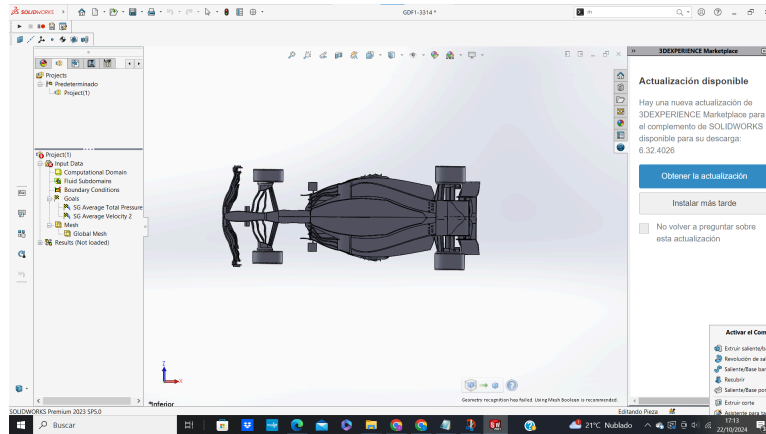 SOLIDWORKS
GDF1-3314 *
3DEXPERIENCE Marketplace
Projects
Predeterminado
Project(1)
Actualización disponible
Hay una nueva actualización de
3DEXPERIENCE Marketplace para
el complemento de SOLIDWORKS
disponible para su descarga:
6.32.4026
Obtener la actualización
Instalar más tarde
No volver a preguntar sobre
esta actualización
Project(1)
Input Data
Computational Domain
Fluid Subdomains
Boundary Conditions
Goals
SG Average Total Pressure
SG Average Velocity 2
Mesh
Global Mesh
Results (Not loaded)
Z
X
*Inferior
Geometry recognition has failed. Using Mesh Boolean is recommended.
Activar el Com
Extruir saliente/b
Revolución de sal
Saliente/Base bar
Recubrir
Saliente/Base por
Extruir corte
Asistente para ta
SOLIDWORKS Premium 2023 SP5.0
Editando Pieza
Buscar
21°C Nublado
17:13
22/10/2024